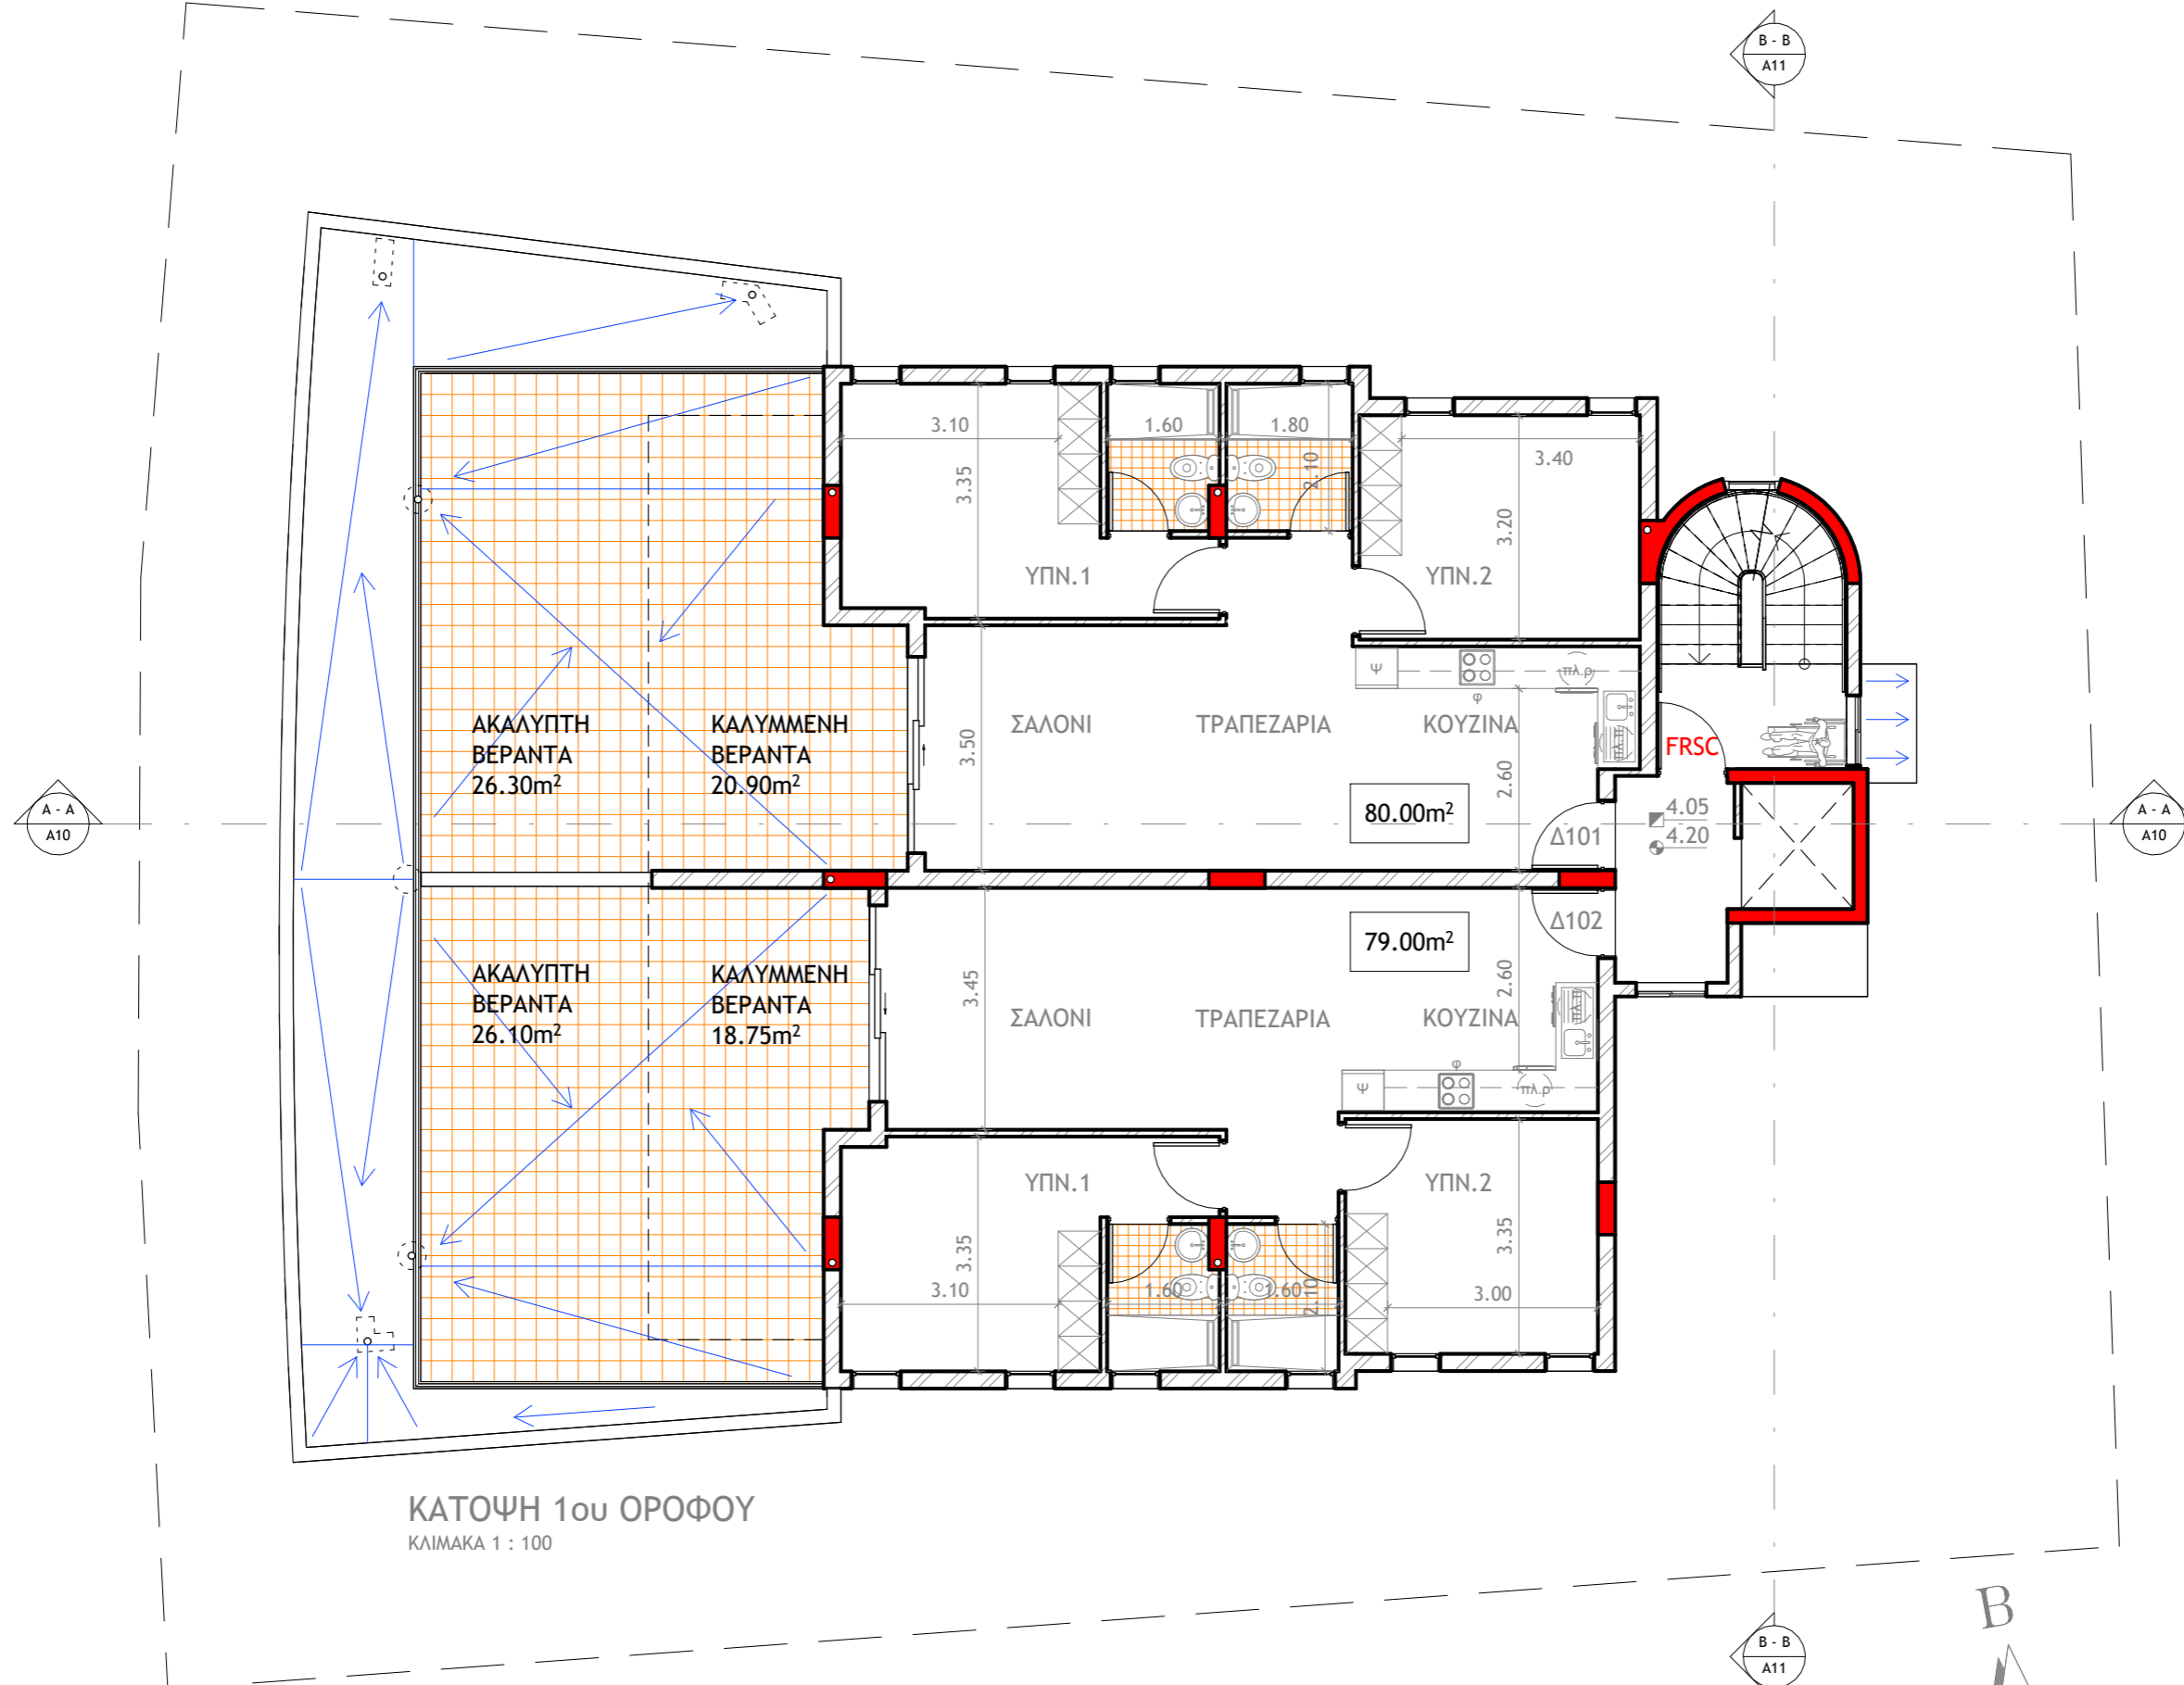 B - B
A11
3.10
1.60
1.80
3.40
3.35
2.10
3.20
ΥΠΝ.1
ΥΠΝ.2
Ψ
πλ.ρ
φ
ΑΚΑΛΥΠΤΗ
ΒΕΡΑΝΤΑ
26.30m²
ΚΑΛΥΜΜΕΝΗ
ΒΕΡΑΝΤΑ
20.90m²
3.50
ΣΑΛΟΝΙ
ΤΡΑΠΕΖΑΡΙΑ
ΚΟΥΖΙΝΑ
FRSC
2.60
80.00m²
Δ101
4.05
4.20
A - A
A10
A - A
A10
79.00m²
Δ102
ΑΚΑΛΥΠΤΗ
ΒΕΡΑΝΤΑ
26.10m²
ΚΑΛΥΜΜΕΝΗ
ΒΕΡΑΝΤΑ
18.75m²
3.45
ΣΑΛΟΝΙ
ΤΡΑΠΕΖΑΡΙΑ
ΚΟΥΖΙΝΑ
2.60
φ
Ψ
πλ.ρ
ΥΠΝ.1
ΥΠΝ.2
3.35
3.35
3.10
1.60
1.60
2.10
3.00
ΚΑΤΟΨΗ 1ου ΟΡΟΦΟΥ
ΚΛΙΜΑΚΑ 1 : 100
B
B - B
A11